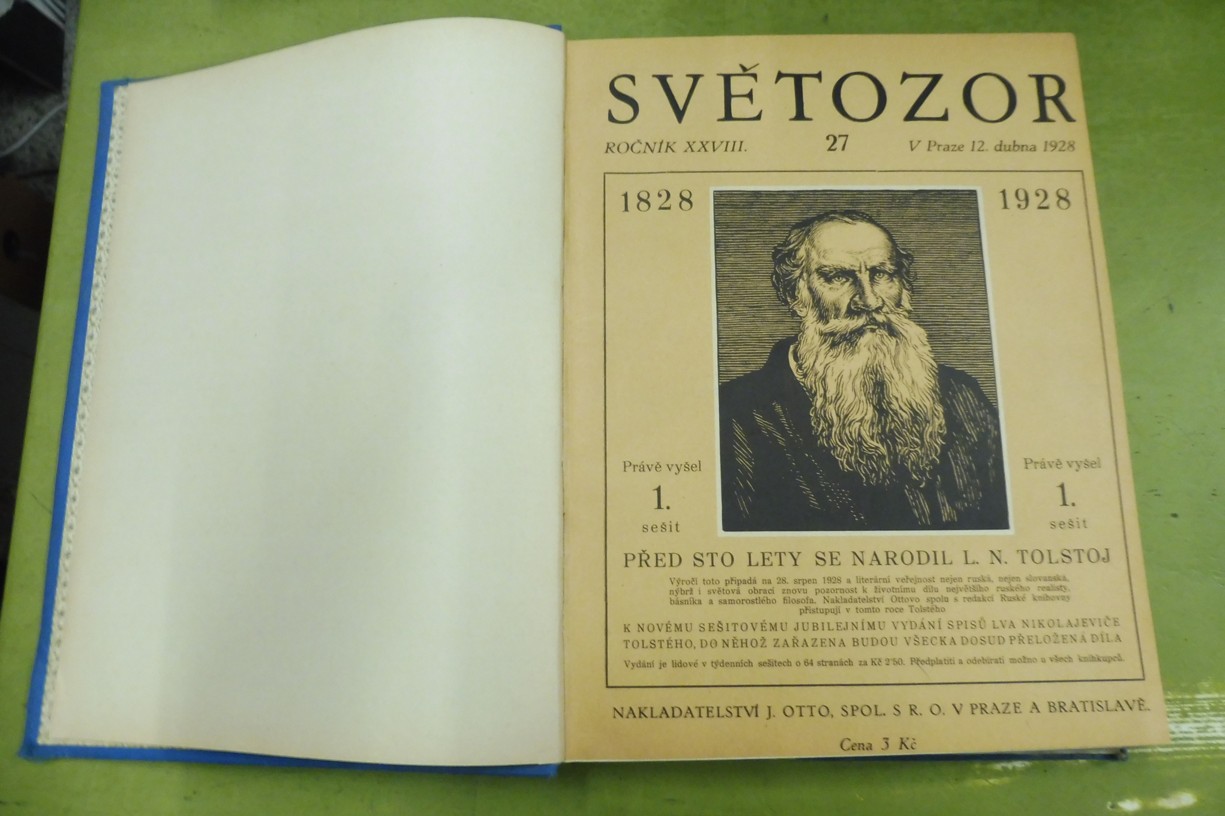 SVĚTOZOR
ROČNÍK XXVIII. 27 V Praze 12. dubna 1928
1828 1928
Právě vyšel
1.
sešit
Právě vyšel
1.
sešit
PŘED STO LETY SE NARODIL L. N. TOLSTOJ
Výročí toto připadá na 28. srpen 1928 a literární veřejnost nejen ruská, nejen slovanská,
nýbrž i světová obrací znovu pozornost k životnímu dílu největšího ruského realisty,
básníka a samorostlého filosofa. Nakladatelství Ottovo spolu s redakcí Ruské knihovny
přistupují v tomto roce Tolstého
K NOVÉMU SEŠITOVÉMU JUBILEJNÍMU VYDÁNÍ SPISŮ LVA NIKOLAJEVIČE
TOLSTÉHO, DO NĚHOŽ ZAŘAZENA BUDOU VŠECKA DOSUD PŘELOŽENÁ DÍLA
Vydání je lidové v týdenních sešitech o 64 stranách za Kč 2'50. Předplatiti a odebírati možno u všech knihkupců.
NAKLADATELSTVÍ J. OTTO, SPOL. S R. O. V PRAZE A BRATISLAVĚ.
Cena 3 Kč